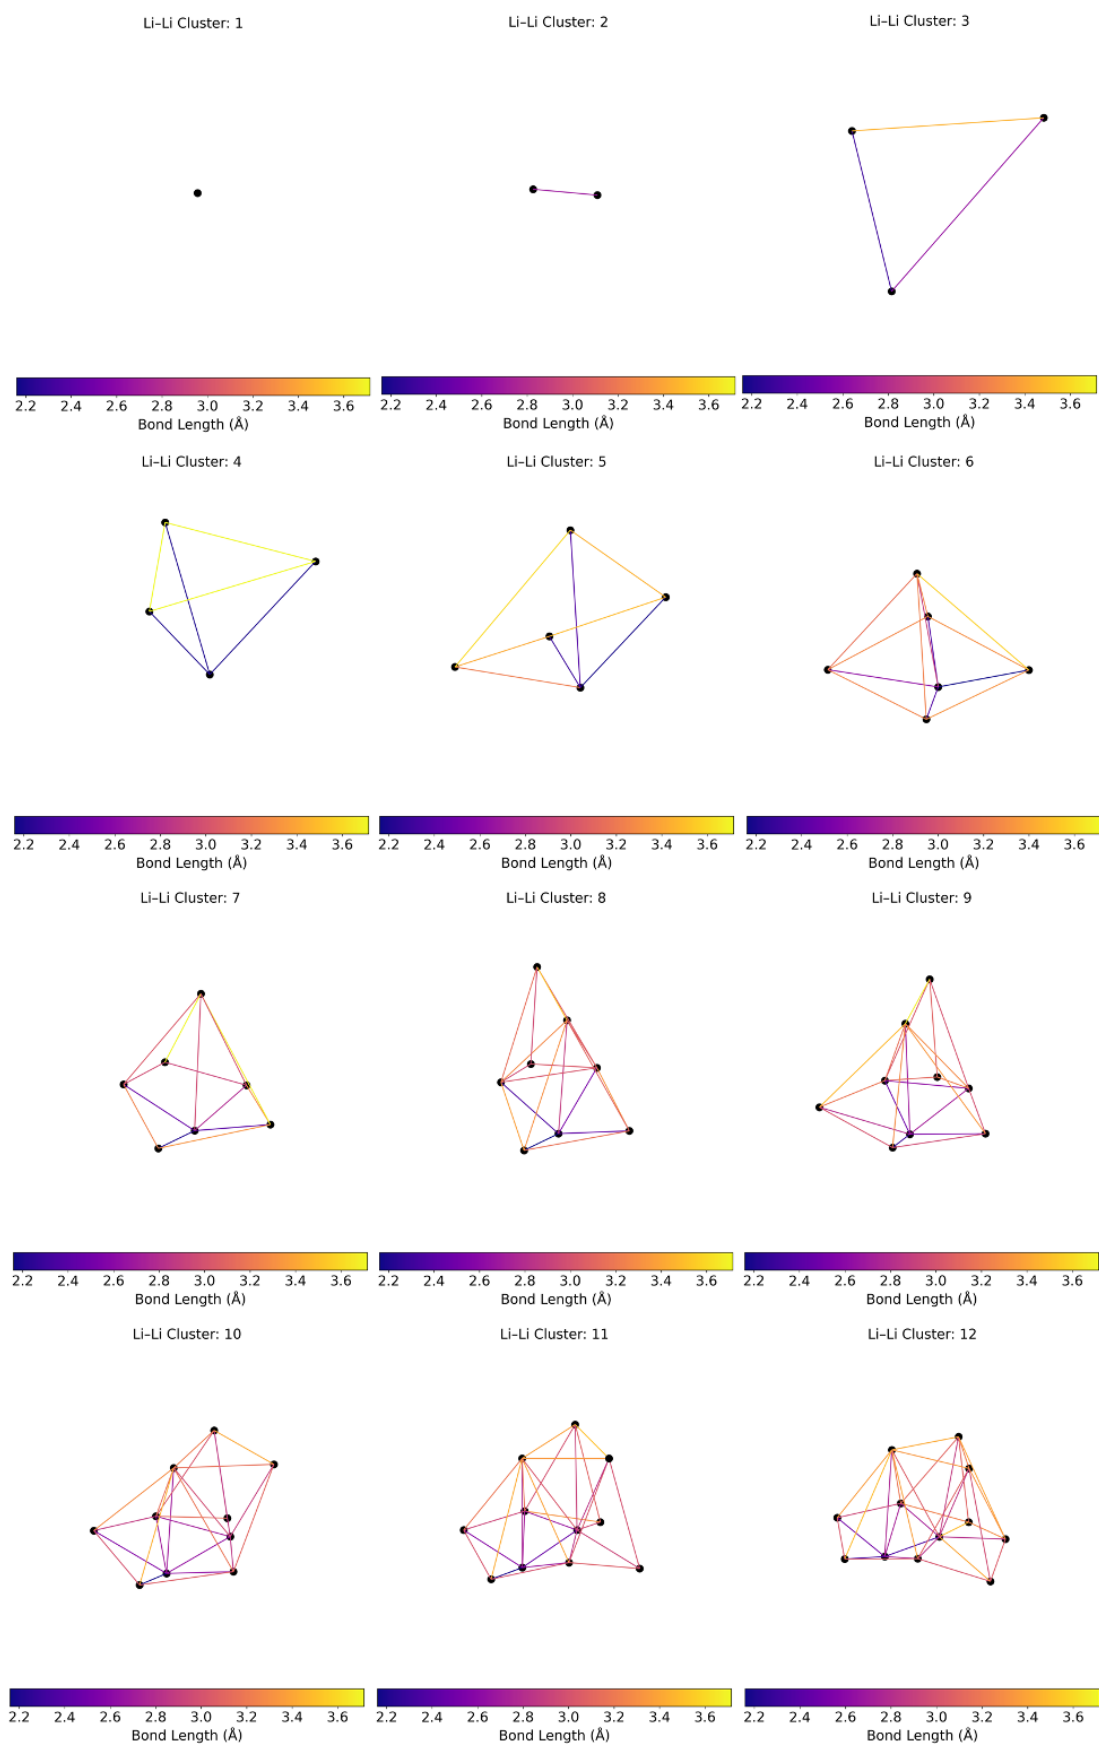 Li–Li Cluster: 1
Li–Li Cluster: 2
Li–Li Cluster: 3
2.2 2.4 2.6 2.8 3.0 3.2 3.4 3.6
2.2 2.4 2.6 2.8 3.0 3.2 3.4 3.6
2.2 2.4 2.6 2.8 3.0 3.2 3.4 3.6
Bond Length (Å)
Bond Length (Å)
Bond Length (Å)
Li–Li Cluster: 4
Li–Li Cluster: 5
Li–Li Cluster: 6
2.2 2.4 2.6 2.8 3.0 3.2 3.4 3.6
2.2 2.4 2.6 2.8 3.0 3.2 3.4 3.6
2.2 2.4 2.6 2.8 3.0 3.2 3.4 3.6
Bond Length (Å)
Bond Length (Å)
Bond Length (Å)
Li–Li Cluster: 7
Li–Li Cluster: 8
Li–Li Cluster: 9
2.2 2.4 2.6 2.8 3.0 3.2 3.4 3.6
2.2 2.4 2.6 2.8 3.0 3.2 3.4 3.6
2.2 2.4 2.6 2.8 3.0 3.2 3.4 3.6
Bond Length (Å)
Bond Length (Å)
Bond Length (Å)
Li–Li Cluster: 10
Li–Li Cluster: 11
Li–Li Cluster: 12
2.2 2.4 2.6 2.8 3.0 3.2 3.4 3.6
2.2 2.4 2.6 2.8 3.0 3.2 3.4 3.6
2.2 2.4 2.6 2.8 3.0 3.2 3.4 3.6
Bond Length (Å)
Bond Length (Å)
Bond Length (Å)